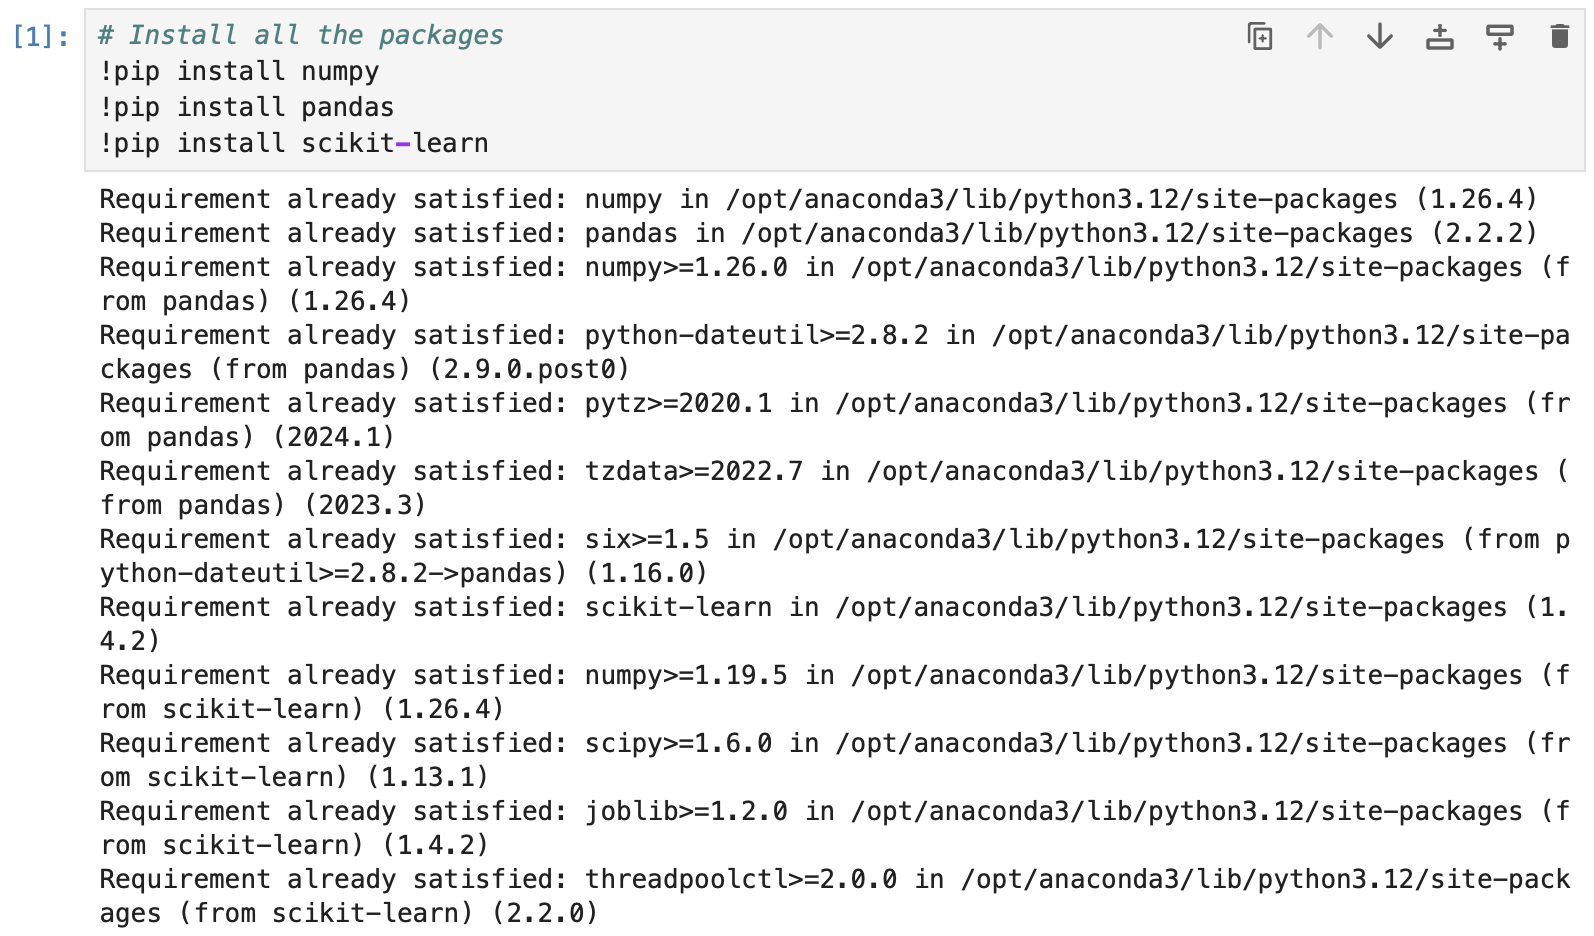 [1]:
# Install all the packages
!pip install numpy
!pip install pandas
!pip install scikit-learn
Requirement already satisfied: numpy in /opt/anaconda3/lib/python3.12/site-packages (1.26.4)
Requirement already satisfied: pandas in /opt/anaconda3/lib/python3.12/site-packages (2.2.2)
Requirement already satisfied: numpy>=1.26.0 in /opt/anaconda3/lib/python3.12/site-packages (f
rom pandas) (1.26.4)
Requirement already satisfied: python-dateutil>=2.8.2 in /opt/anaconda3/lib/python3.12/site-pa
ckages (from pandas) (2.9.0.post0)
Requirement already satisfied: pytz>=2020.1 in /opt/anaconda3/lib/python3.12/site-packages (fr
om pandas) (2024.1)
Requirement already satisfied: tzdata>=2022.7 in /opt/anaconda3/lib/python3.12/site-packages (
from pandas) (2023.3)
Requirement already satisfied: six>=1.5 in /opt/anaconda3/lib/python3.12/site-packages (from p
ython-dateutil>=2.8.2->pandas) (1.16.0)
Requirement already satisfied: scikit-learn in /opt/anaconda3/lib/python3.12/site-packages (1.
4.2)
Requirement already satisfied: numpy>=1.19.5 in /opt/anaconda3/lib/python3.12/site-packages (f
rom scikit-learn) (1.26.4)
Requirement already satisfied: scipy>=1.6.0 in /opt/anaconda3/lib/python3.12/site-packages (fr
om scikit-learn) (1.13.1)
Requirement already satisfied: joblib>=1.2.0 in /opt/anaconda3/lib/python3.12/site-packages (f
rom scikit-learn) (1.4.2)
Requirement already satisfied: threadpoolctl>=2.0.0 in /opt/anaconda3/lib/python3.12/site-pack
ages (from scikit-learn) (2.2.0)